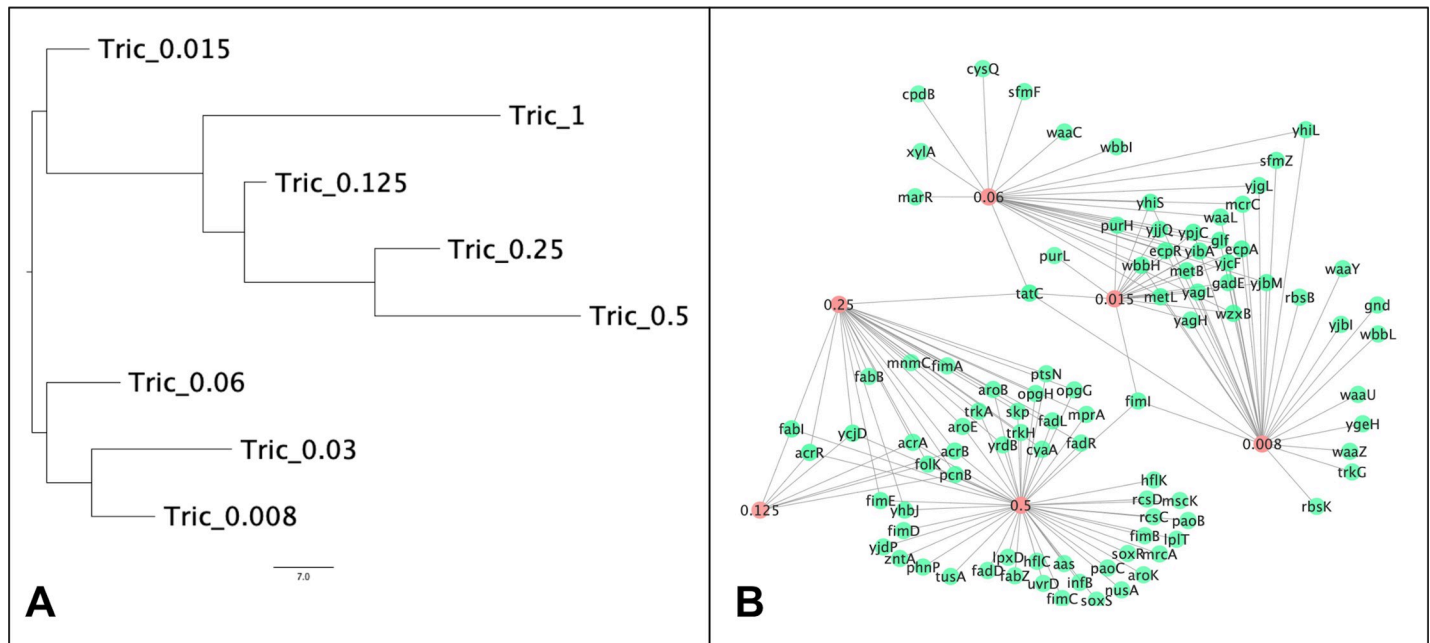 Tric_0.015
Tric_1
Tric_0.125
Tric_0.25
Tric_0.5
Tric_0.06
Tric_0.03
Tric_0.008
7.0
A
cysQ
cpdB
sfmF
waaC
wbbI
yhiL
xylA
sfmZ
yjgL
marR
0.06
yhiS
mcrC
waaL
purH
yjjQ
ypjC
glf
ecpR
yibA
ecpA
purL
wbbH
metB
yjcF
waaY
gadE
yjbM
tatC
0.015
metL
yagL
rbsB
gnd
0.25
yagH
wzxB
yjbI
wbbL
mnmC
fimA
fabB
ptsN
aroB
opgH
opgG
waaU
fimI
trkA
skp
fadL
mprA
ygeH
fabI
ycjD
aroE
trkH
acrA
yrdB
cyaA
fadR
0.008
acrR
acrB
waaZ
folK
pcnB
trkG
hflK
fimE
rcsD
mscK
rbsK
0.125
yhbJ
0.5
rcsC
paoB
fimD
fimB
lplT
yjdP
zntA
lpxD
hflC
aas
soxR
mrcA
phnP
tusA
fadD
fabZ
uvrD
infB
paoC
aroK
fimC
soxS
nusA
B